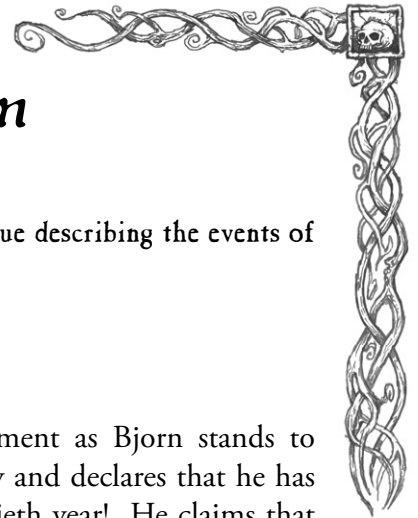 n
ue describing the events of
ment as Bjorn stands to
and declares that he has
ieth year! He claims that